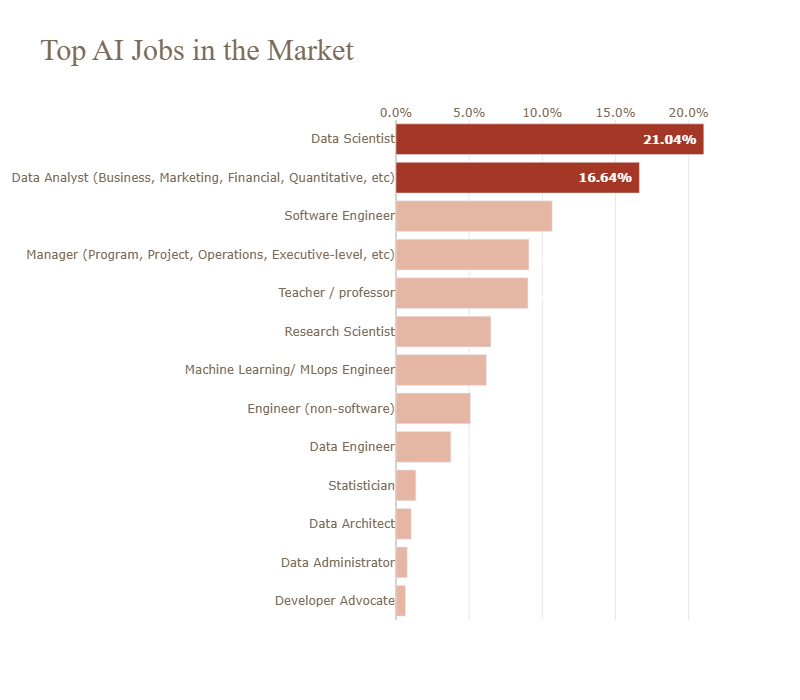 Top AI Jobs in the Market
0.0% 5.0% 10.0% 15.0% 20.0%
Data Scientist 21.04%
Data Analyst (Business, Marketing, Financial, Quantitative, etc) 16.64%
Software Engineer
Manager (Program, Project, Operations, Executive-level, etc)
Teacher / professor
Research Scientist
Machine Learning/ MLops Engineer
Engineer (non-software)
Data Engineer
Statistician
Data Architect
Data Administrator
Developer Advocate